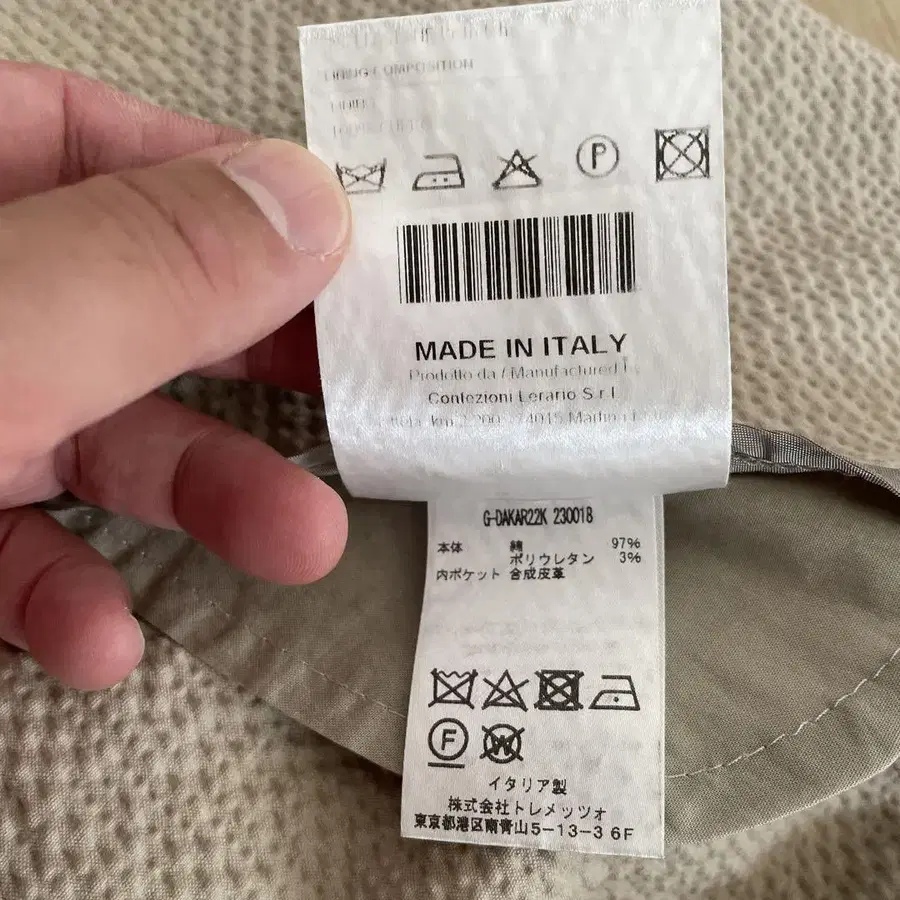 LINING COMPOSITION
P
MADE IN ITALY
Prodotto da / Manufactured
Confezioni Lerario S.r.l
G-DAKAR22K 230018
本体 綿 97%
ポリウレタン 3%
内ポケット 合成皮革
F W
イタリア製
株式会社トレメッツォ
東京都港区南青山5-13-3 6F